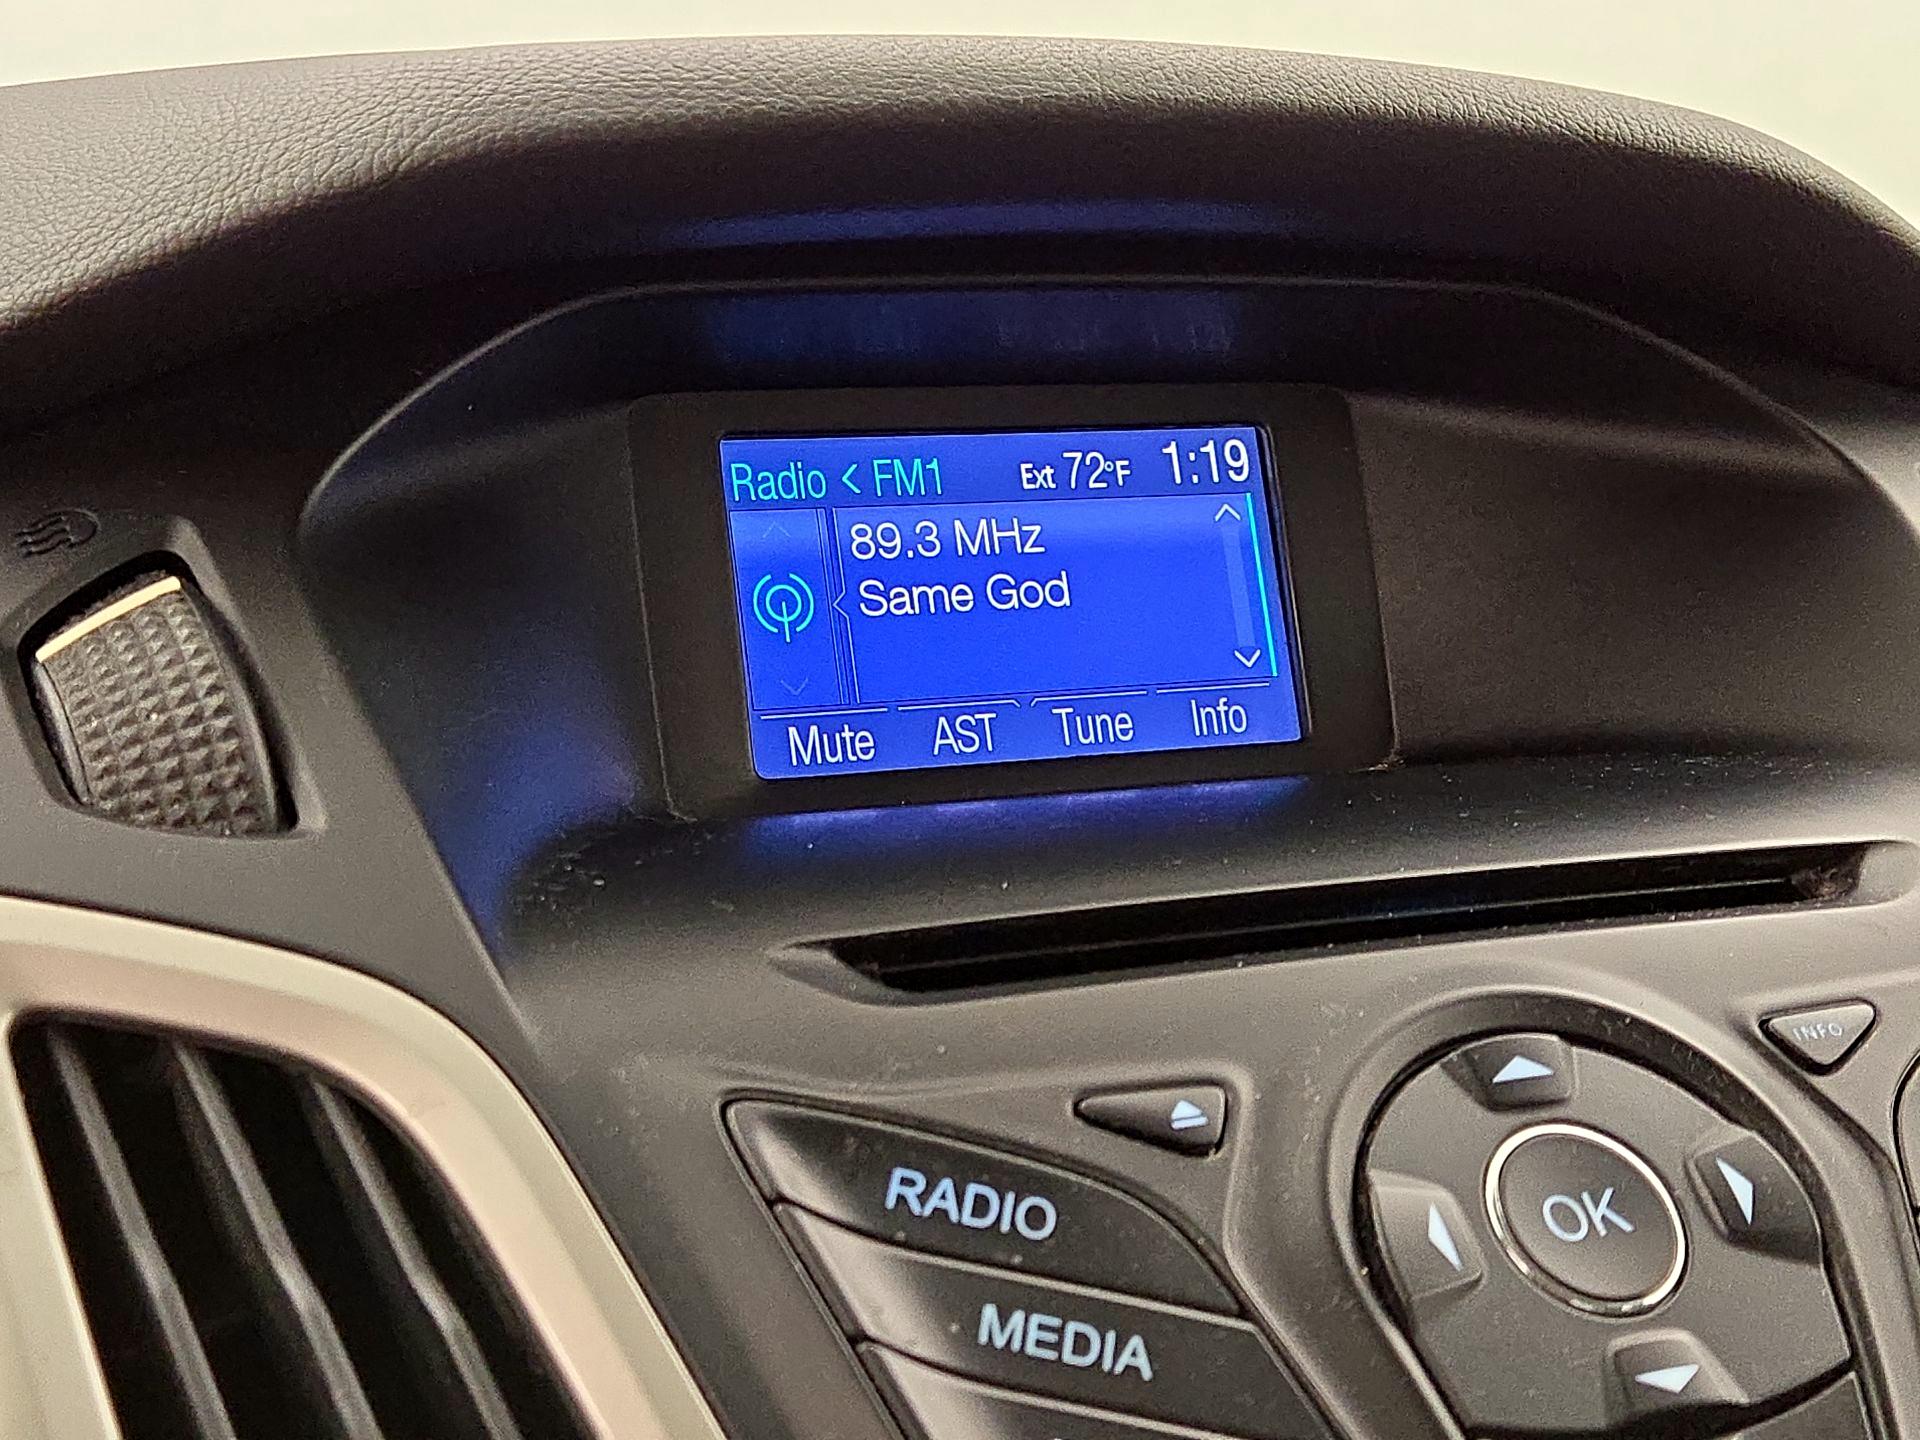 Radio < FM1 Ext 72°F 1:19
89.3 MHz
Same God
Mute AST Tune Info
INFO
RADIO
OK
MEDIA